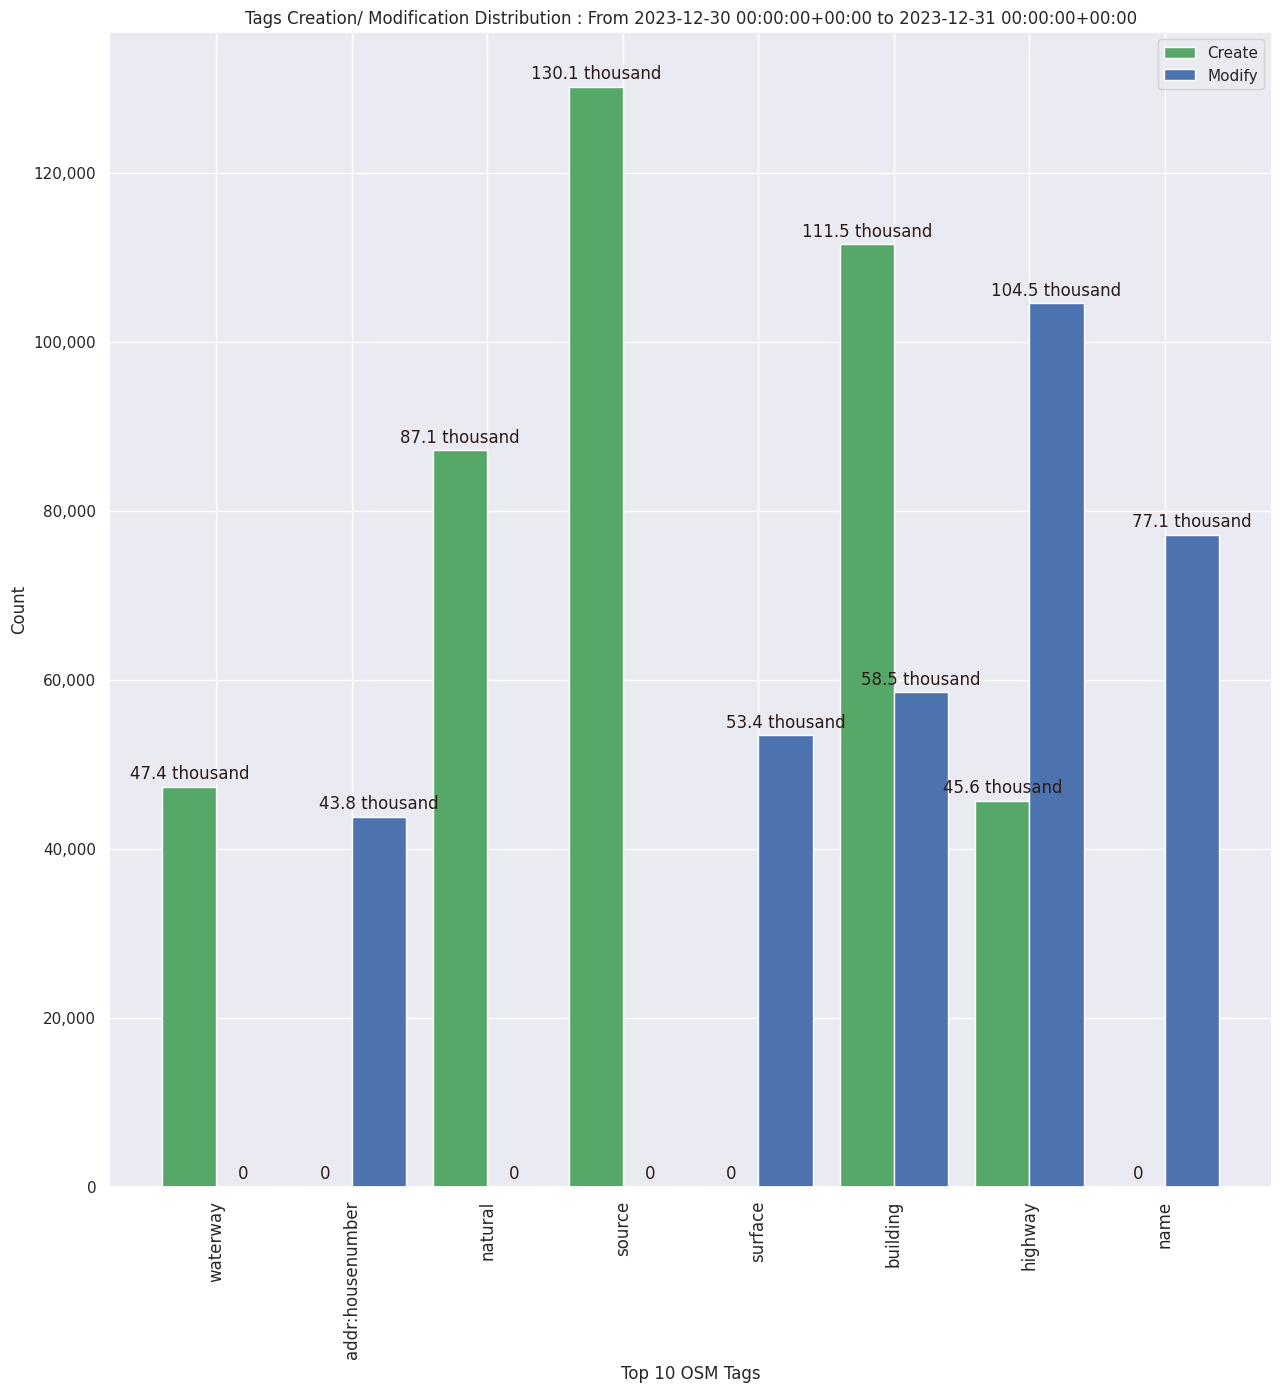 Tags Creation/ Modification Distribution : From 2023-12-30 00:00:00+00:00 to 2023-12-31 00:00:00+00:00
Create
Modify
130.1 thousand
111.5 thousand
104.5 thousand
87.1 thousand
77.1 thousand
58.5 thousand
53.4 thousand
47.4 thousand
45.6 thousand
43.8 thousand
0
0
0
0
0
0
120,000
100,000
80,000
60,000
40,000
20,000
0
Count
waterway
addr:housenumber
natural
source
surface
building
highway
name
Top 10 OSM Tags